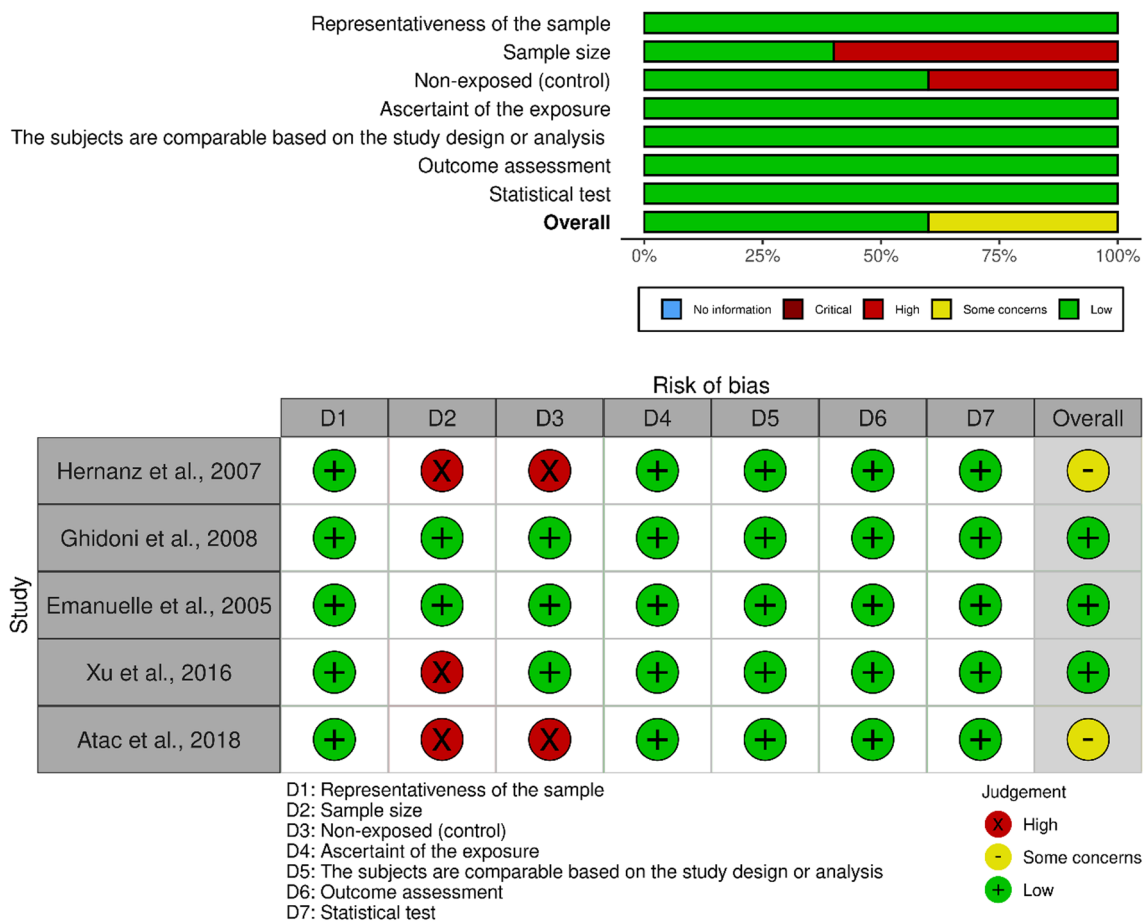 Representativeness of the sample
Sample size
Non-exposed (control)
Ascertaint of the exposure
The subjects are comparable based on the study design or analysis
Outcome assessment
Statistical test
Overall
0% 25% 50% 75% 100%
No information Critical High Some concerns Low
Risk of bias
D1 D2 D3 D4 D5 D6 D7 Overall
Study
Hernanz et al., 2007 + X X + + + + -
Ghidoni et al., 2008 + + + + + + + +
Emanuelle et al., 2005 + + + + + + + +
Xu et al., 2016 + X + + + + + +
Atac et al., 2018 + X X + + + + -
D1: Representativeness of the sample
D2: Sample size
D3: Non-exposed (control)
D4: Ascertaint of the exposure
D5: The subjects are comparable based on the study design or analysis
D6: Outcome assessment
D7: Statistical test
Judgement
X High
- Some concerns
+ Low